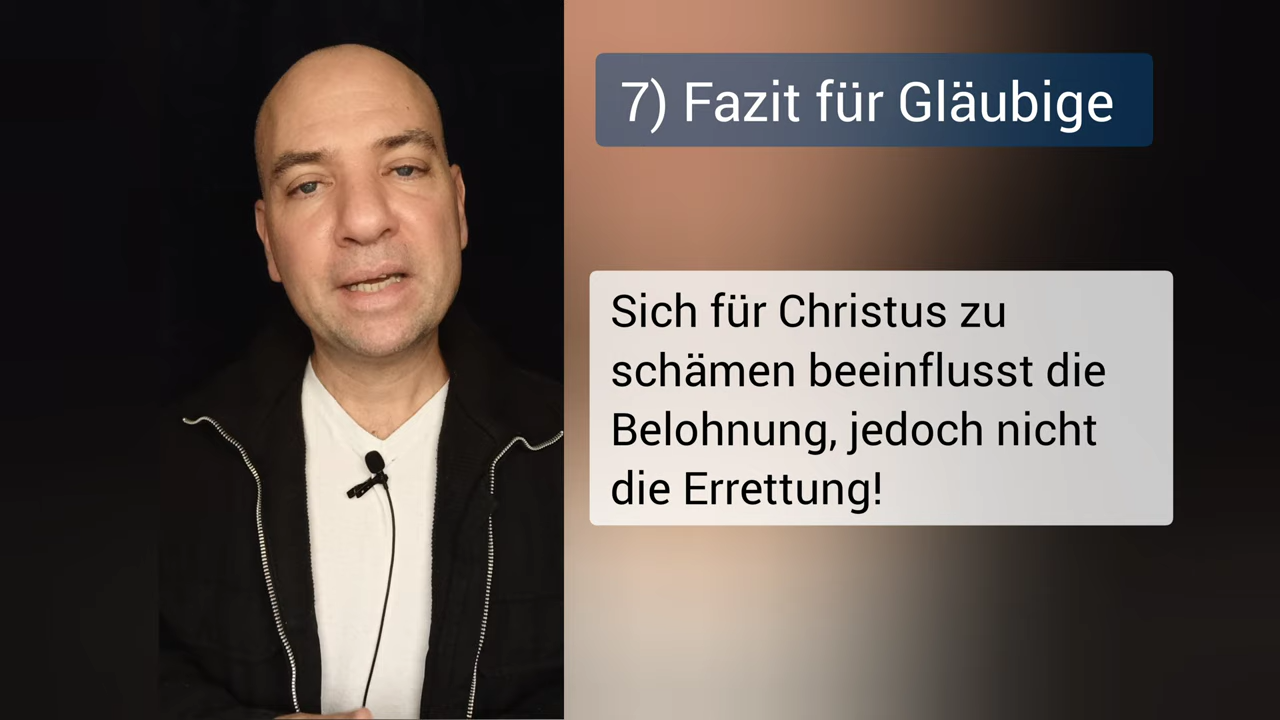 7) Fazit für Gläubige
Sich für Christus zu
schämen beeinflusst die
Belohnung, jedoch nicht
die Errettung!